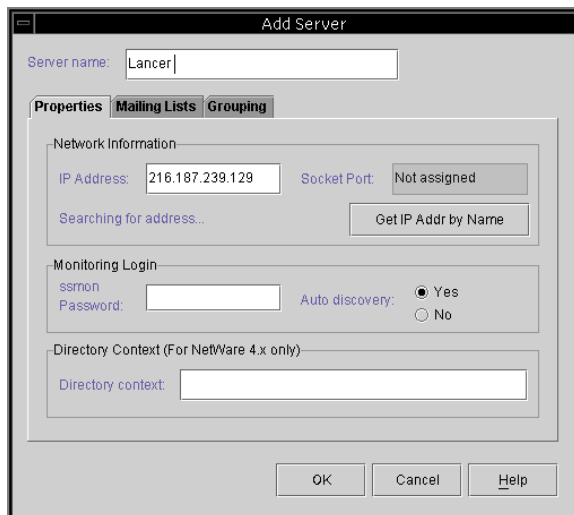 Add Server
Server name: Lancer
Properties Mailing Lists Grouping
Network Information
IP Address: 216.187.239.129 Socket Port: Not assigned
Searching for address... Get IP Addr by Name
Monitoring Login
ssmon
Password:
Auto discovery: Yes
No
Directory Context (For NetWare 4.x only)
Directory context:
OK Cancel Help